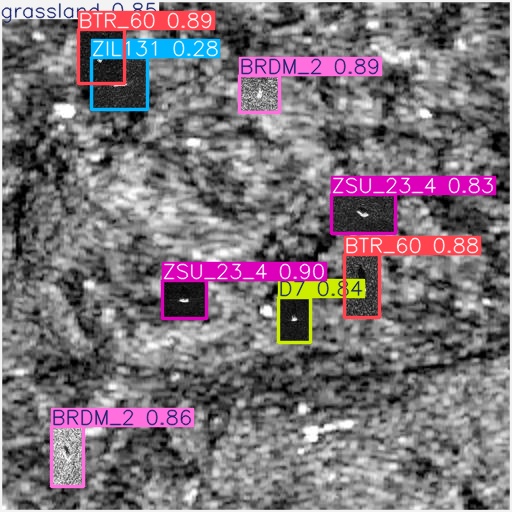 grassland 0.85
BTR_60 0.89
ZIL131 0.28
BRDM_2 0.89
ZSU_23_4 0.83
BTR_60 0.88
ZSU_23_4 0.90
D7 0.84
BRDM_2 0.86